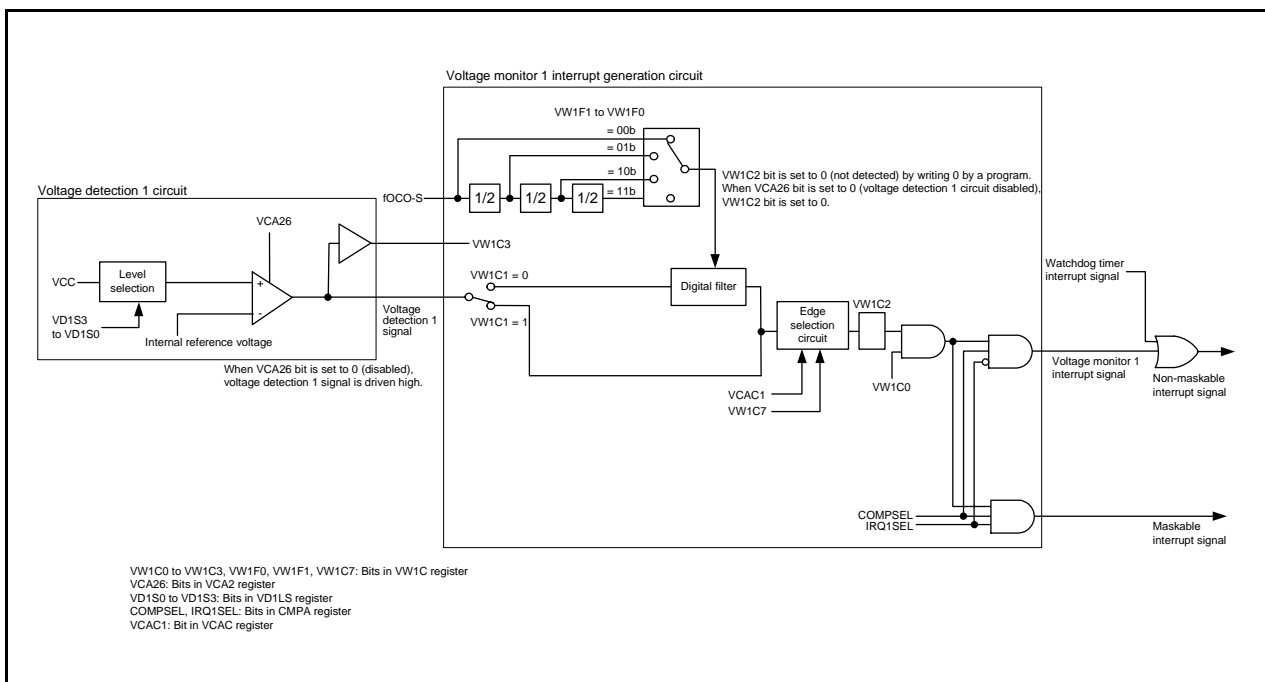 Voltage monitor 1 interrupt generation circuit
VW1F1 to VW1F0
= 00b
= 01b
= 10b
= 11b
fOCO-S
1/2
1/2
1/2
VW1C2 bit is set to 0 (not detected) by writing 0 by a program.
When VCA26 bit is set to 0 (voltage detection 1 circuit disabled),
VW1C2 bit is set to 0.
Voltage detection 1 circuit
VCA26
VW1C3
VCC
Level
selection
+
-
VD1S3
to VD1S0
Internal reference voltage
Voltage
detection 1
signal
When VCA26 bit is set to 0 (disabled),
voltage detection 1 signal is driven high.
VW1C1 = 0
VW1C1 = 1
Digital filter
Edge
selection
circuit
VW1C2
VCAC1
VW1C7
VW1C0
Watchdog timer
interrupt signal
Voltage monitor 1
interrupt signal
Non-maskable
interrupt signal
COMPSEL
IRQ1SEL
Maskable
interrupt signal
VW1C0 to VW1C3, VW1F0, VW1F1, VW1C7: Bits in VW1C register
VCA26: Bits in VCA2 register
VD1S0 to VD1S3: Bits in VD1LS register
COMPSEL, IRQ1SEL: Bits in CMPA register
VCAC1: Bit in VCAC register